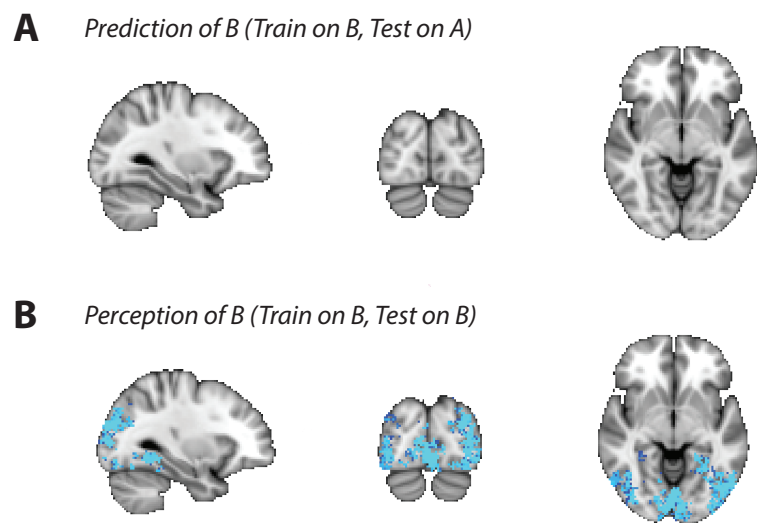 A Prediction of B (Train on B, Test on A)
B Perception of B (Train on B, Test on B)